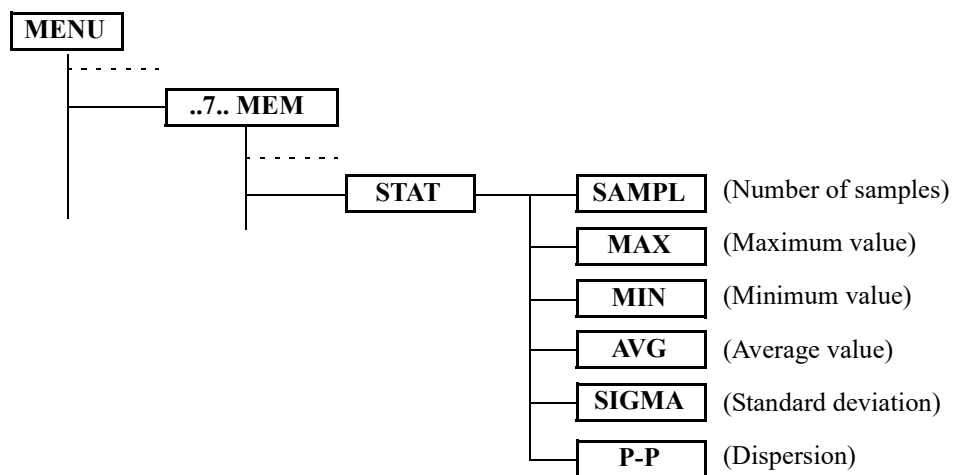 MENU
..7.. MEM
STAT
SAMPL (Number of samples)
MAX (Maximum value)
MIN (Minimum value)
AVG (Average value)
SIGMA (Standard deviation)
P-P (Dispersion)